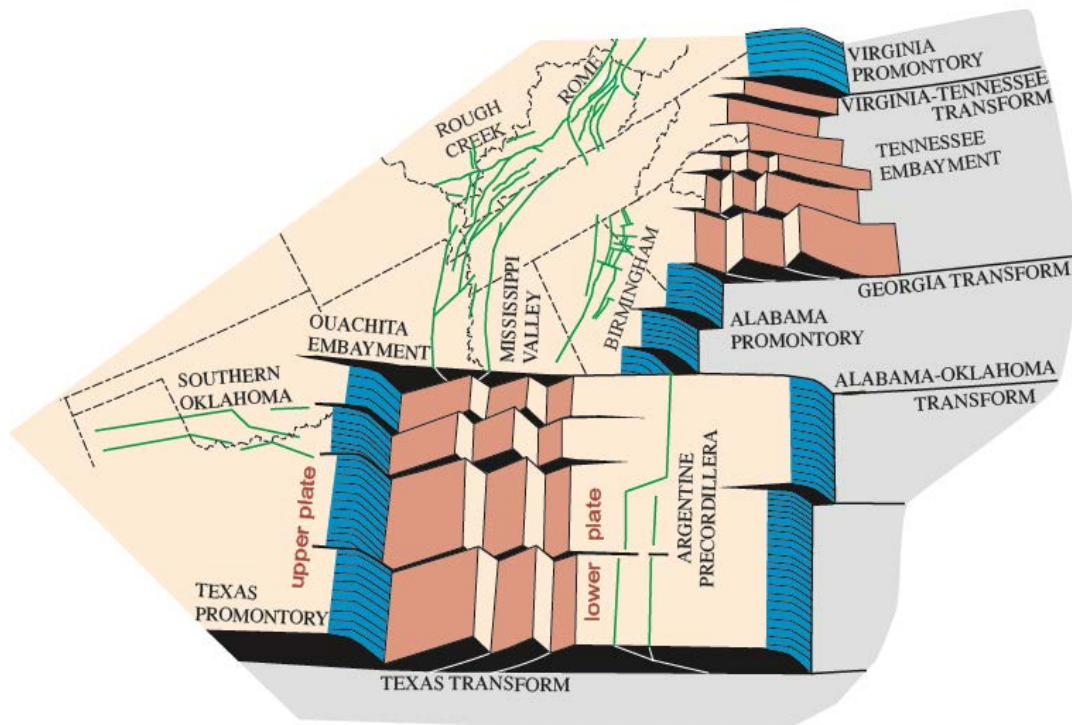 VIRGINIA
PROMONTORY
VIRGINIA-TENNESSEE
TRANSFORM
TENNESSEE
EMBAYMENT
ROME
ROUGH
CREEK
BIRMINGHAM
MISSISSIPPI
VALLEY
GEORGIA TRANSFORM
OUACHITA
EMBAYMENT
ALABAMA
PROMONTORY
SOUTHERN
OKLAHOMA
ALABAMA-OKLAHOMA
TRANSFORM
upper plate
lower plate
ARGENTINE
PRECORDILLERA
TEXAS
PROMONTORY
TEXAS TRANSFORM